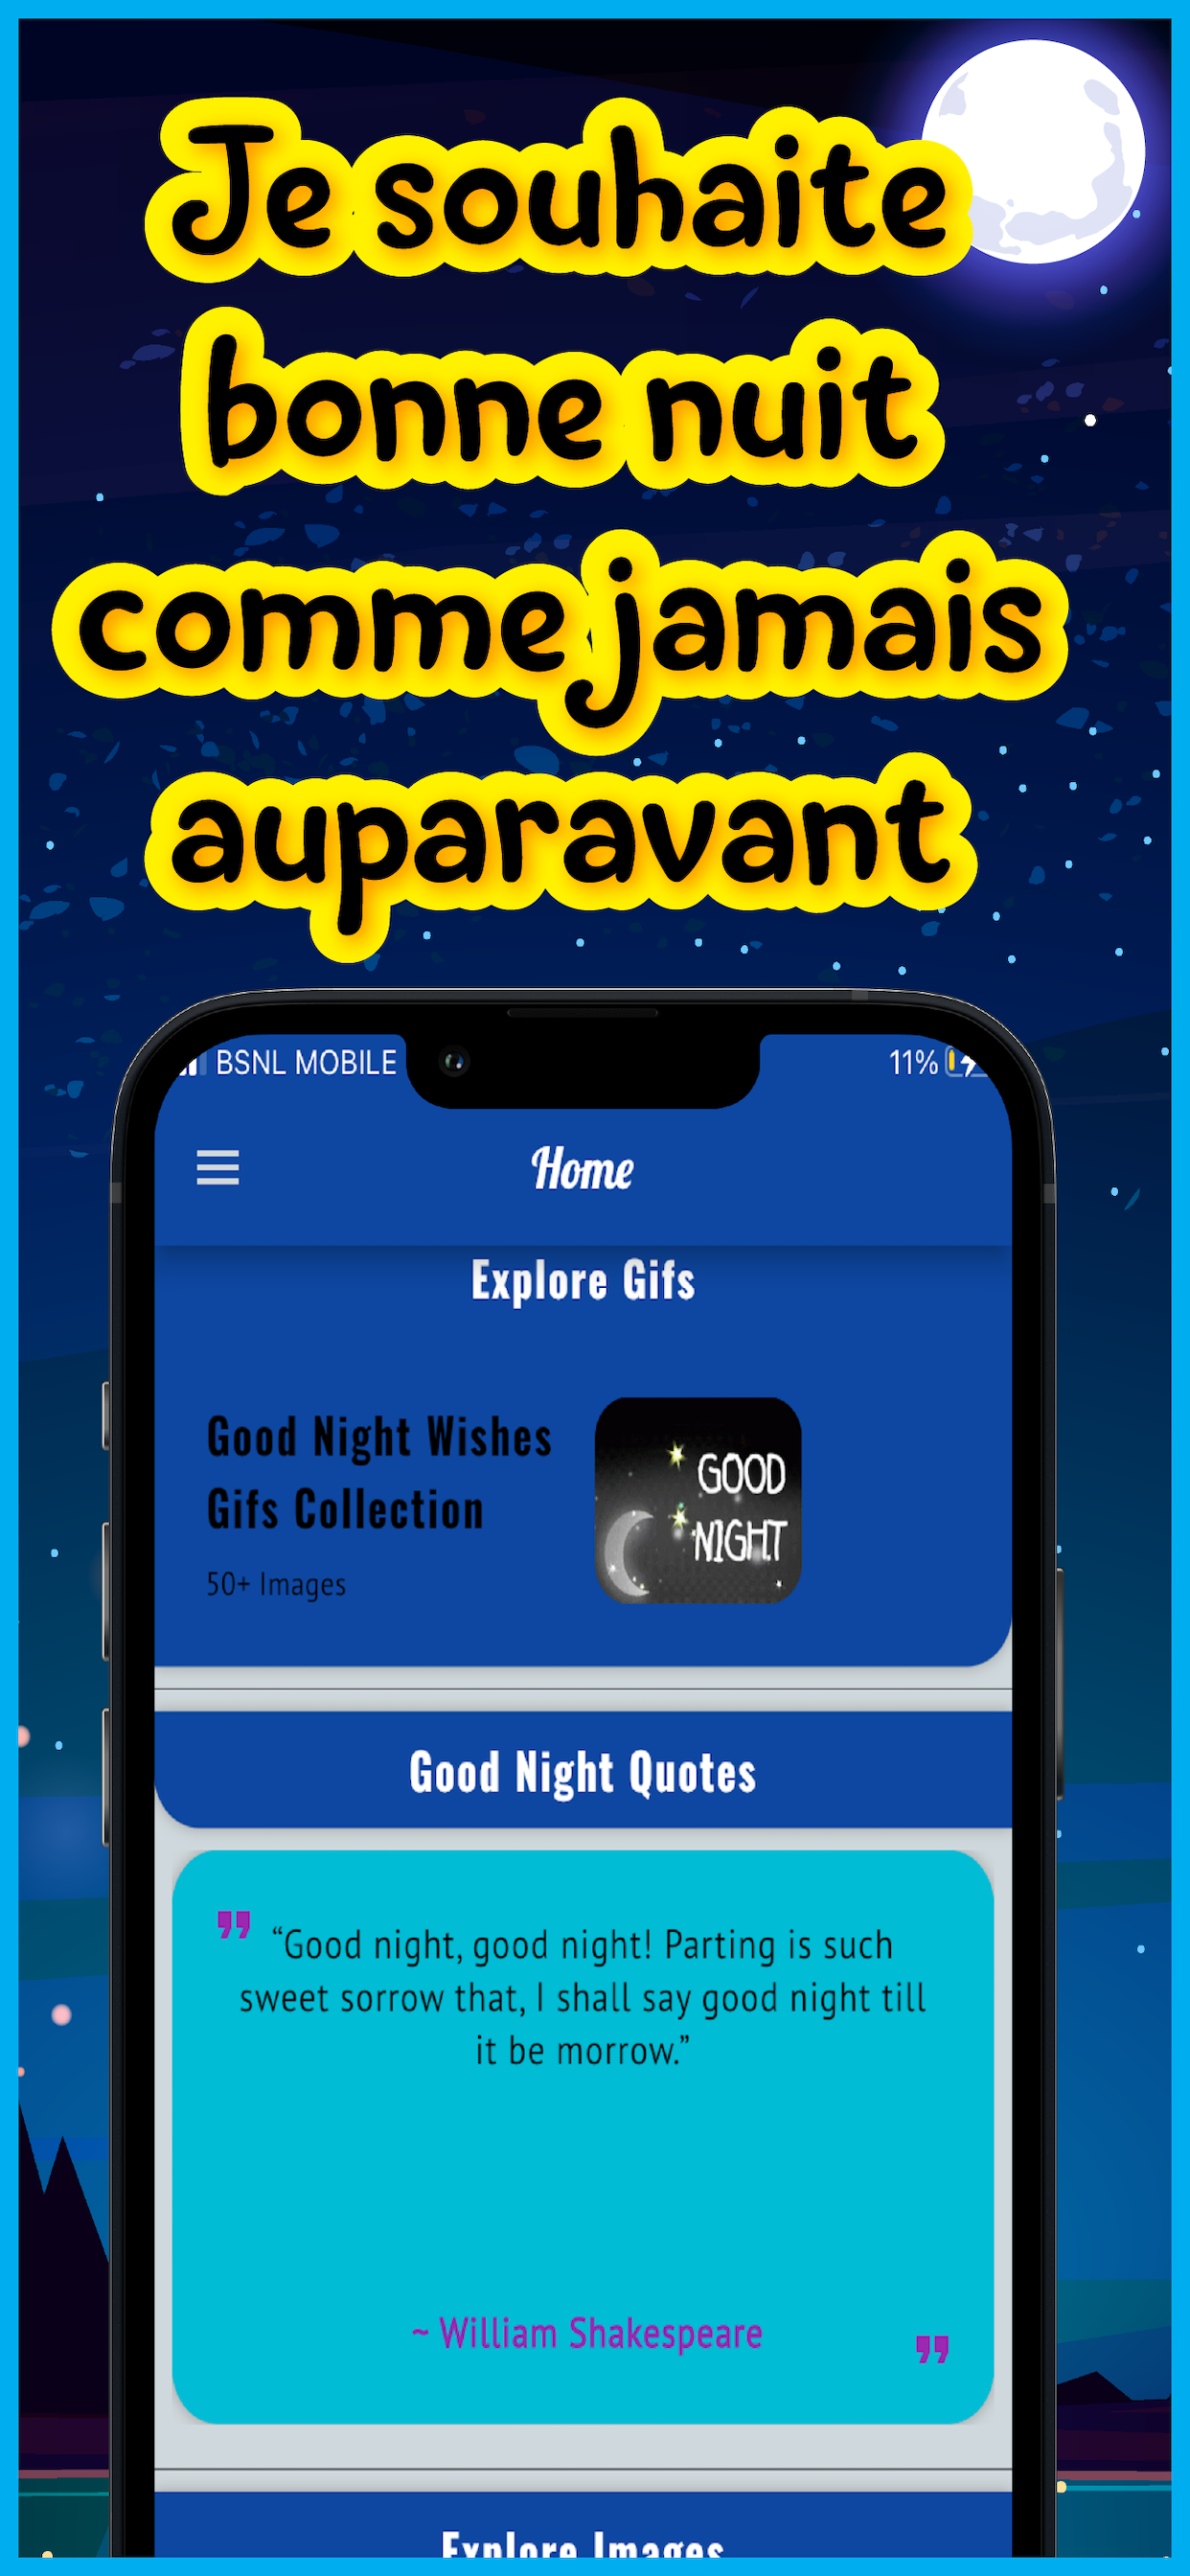 Je souhaite
bonne nuit
comme jamais
auparavant
BSNL MOBILE 11%
Home
Explore Gifs
Good Night Wishes
Gifs Collection
50+ Images
GOOD
NIGHT
Good Night Quotes
“Good night, good night! Parting is such
sweet sorrow that, I shall say good night till
it be morrow.”
~ William Shakespeare
Explore Images